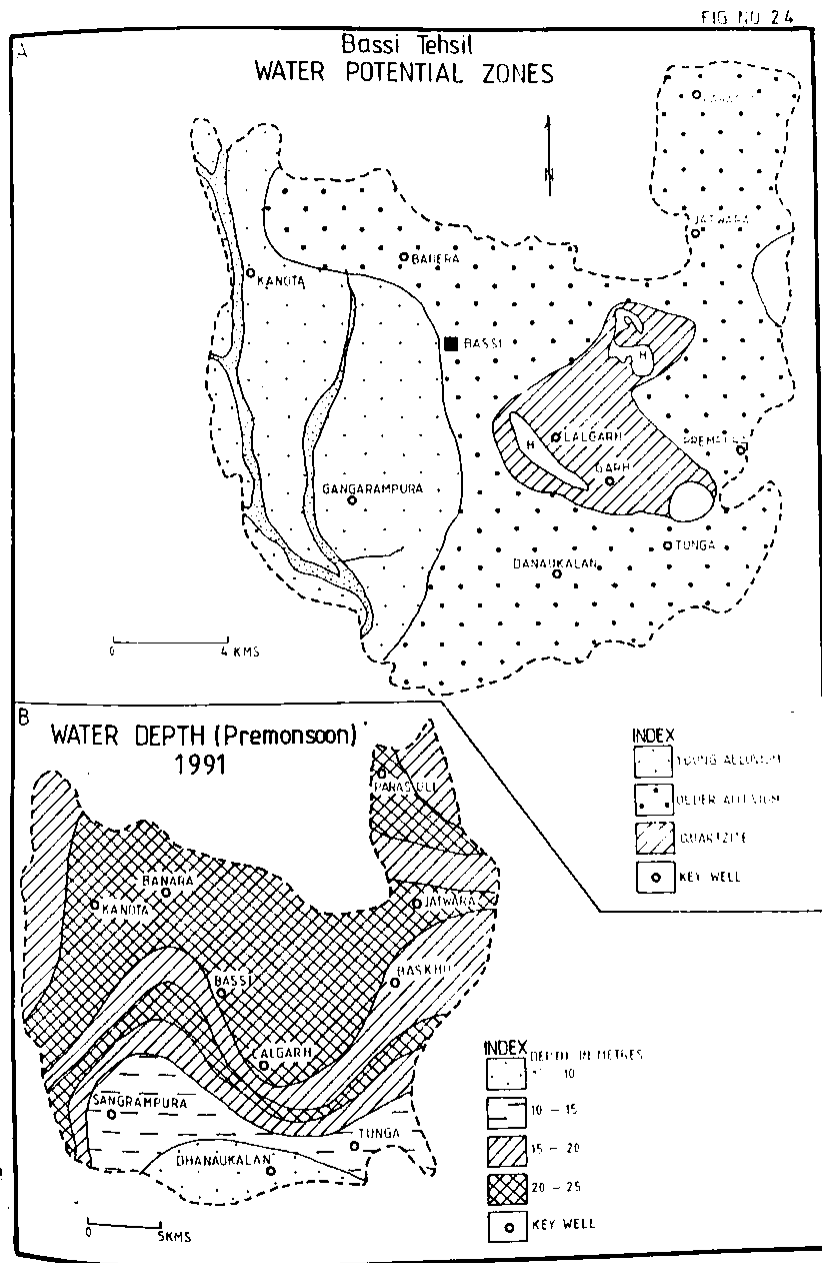 FIG NO 24
A
Bassi Tehsil
WATER POTENTIAL ZONES
N
JATWARA
BAHERA
KANOTA
BASSI
H
LALGARH
H
GARH
GANGARAMPURA
TUNGA
DANAUKALAN
0 4 KMS
INDEX
YOUNG ALLUVIUM
OLDER ALLUVIUM
QUARTZITE
KEY WELL
B
WATER DEPTH (Premonsoon)
1991
BANARA
KANOTA
JATWARA
BASSI
LALGARH
SANGRAMPURA
TUNGA
DHANAUKALAN
0 5KMS
INDEX
DEPTH IN METRES
10
10 - 15
15 - 20
20 - 25
KEY WELL